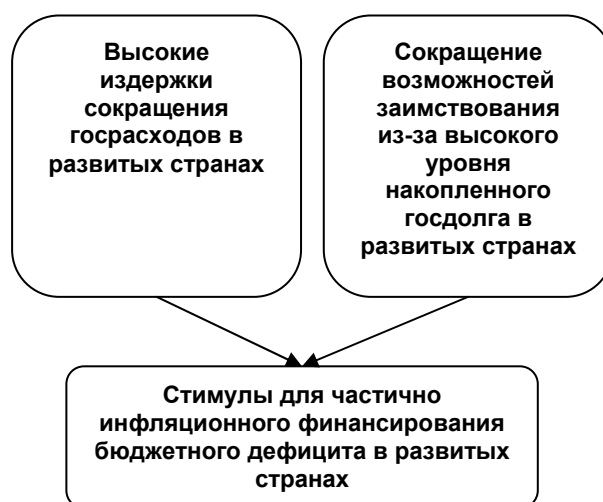 Высокие
издержки
сокращения
госрасходов в
развитых странах
Сокращение
возможностей
заимствования
из-за высокого
уровня
накопленного
госдолга в
развитых странах
Стимулы для частично
инфляционного финансирования
бюджетного дефицита в развитых
странах